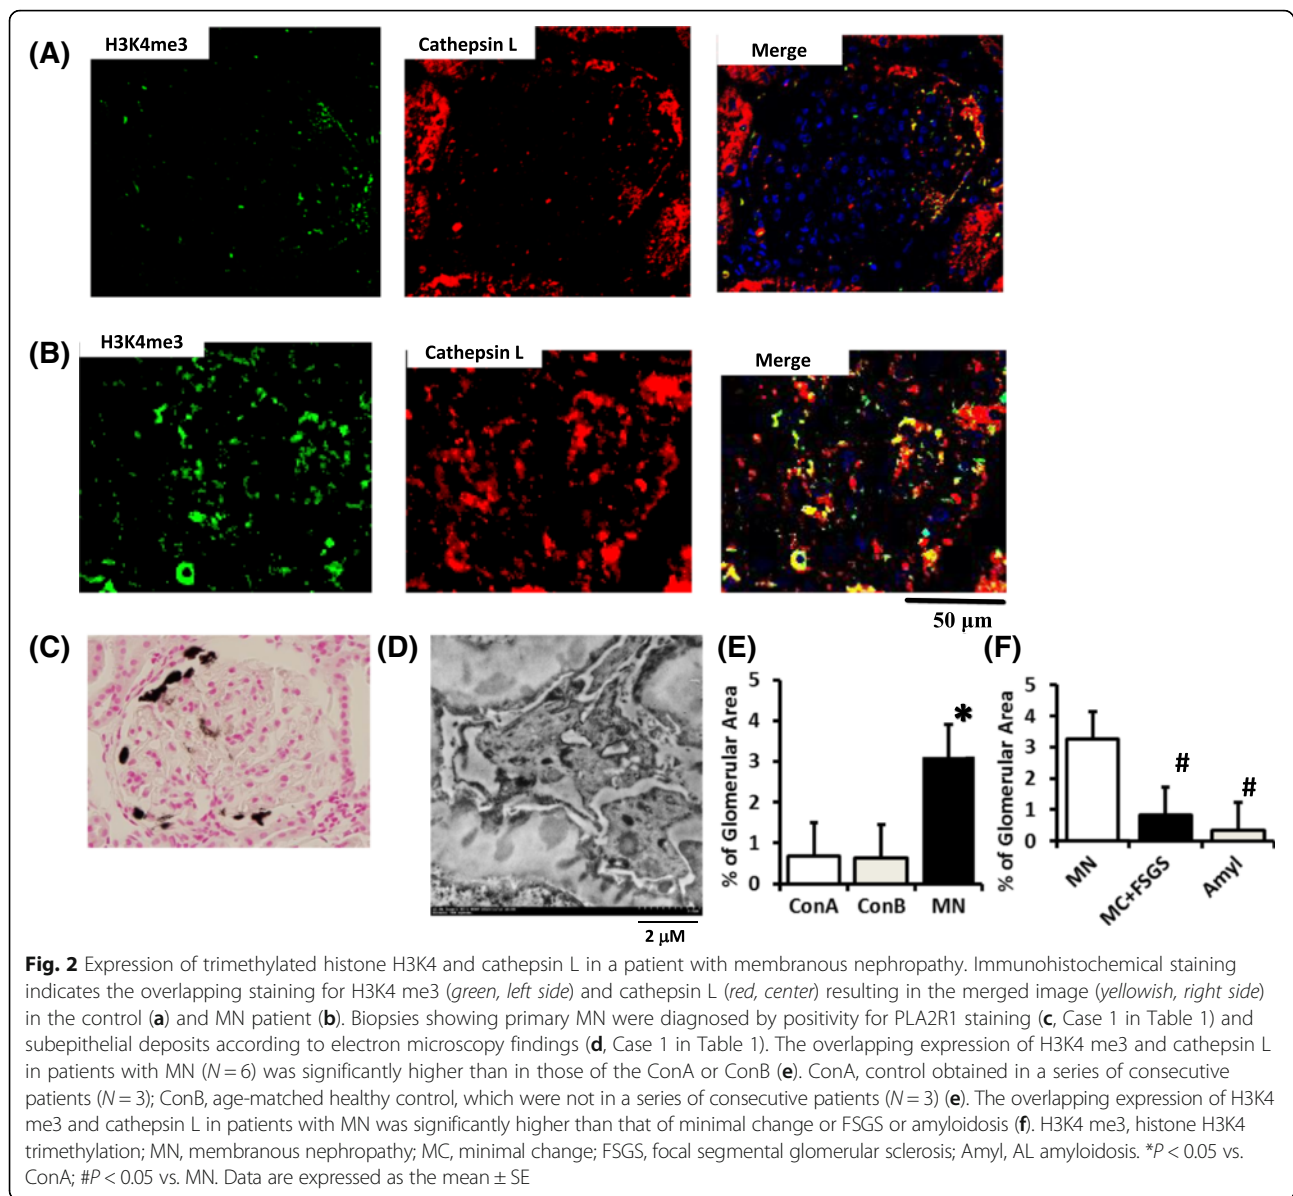 (A)
H3K4me3
Cathepsin L
Merge
(B)
H3K4me3
Cathepsin L
Merge
50 µm
(C)
(D)
2 µM
(E)
% of Glomerular Area
5
4
3
2
1
0
*
ConA
ConB
MN
(F)
% of Glomerular Area
5
4
3
2
1
0
#
#
MN
MC+FSGS
Amyl
Fig. 2 Expression of trimethylated histone H3K4 and cathepsin L in a patient with membranous nephropathy. Immunohistochemical staining
indicates the overlapping staining for H3K4 me3 (green, left side) and cathepsin L (red, center) resulting in the merged image (yellowish, right side)
in the control (a) and MN patient (b). Biopsies showing primary MN were diagnosed by positivity for PLA2R1 staining (c, Case 1 in Table 1) and
subepithelial deposits according to electron microscopy findings (d, Case 1 in Table 1). The overlapping expression of H3K4 me3 and cathepsin L
in patients with MN (N = 6) was significantly higher than in those of the ConA or ConB (e). ConA, control obtained in a series of consecutive
patients (N = 3); ConB, age-matched healthy control, which were not in a series of consecutive patients (N = 3) (e). The overlapping expression of H3K4
me3 and cathepsin L in patients with MN was significantly higher than that of minimal change or FSGS or amyloidosis (f). H3K4 me3, histone H3K4
trimethylation; MN, membranous nephropathy; MC, minimal change; FSGS, focal segmental glomerular sclerosis; Amyl, AL amyloidosis. *P < 0.05 vs.
ConA; #P < 0.05 vs. MN. Data are expressed as the mean ± SE